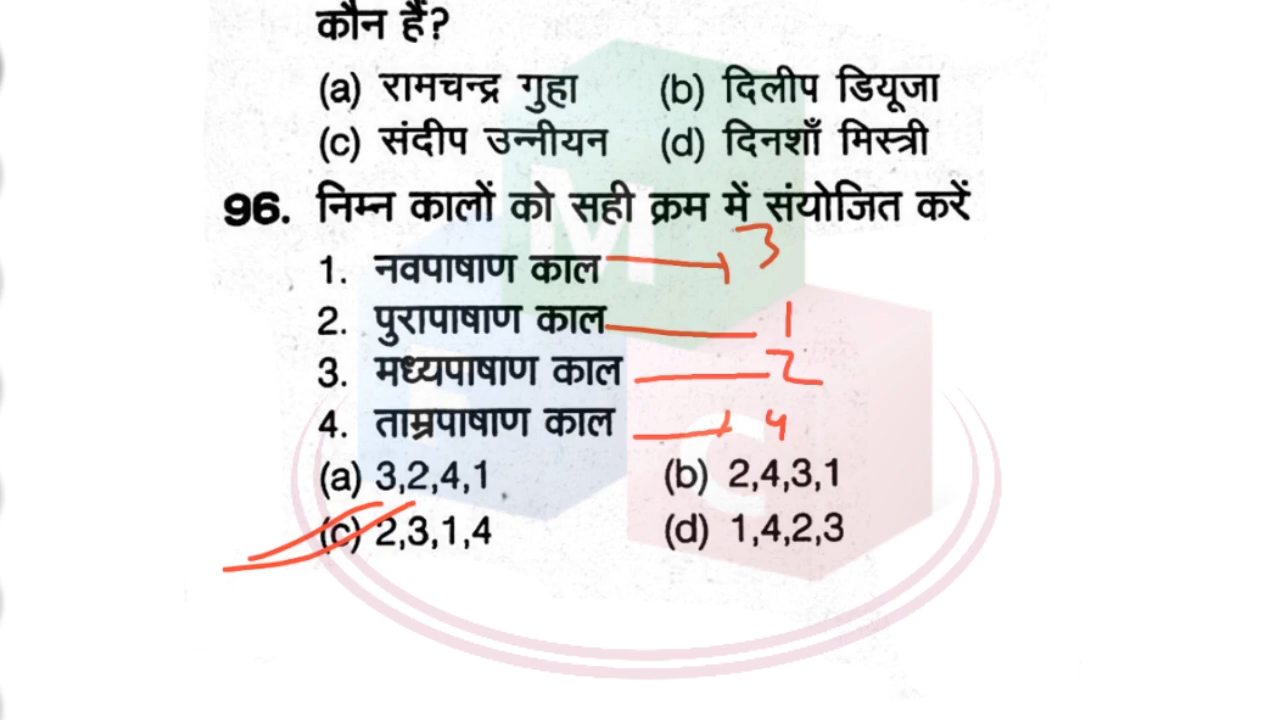 कौन हैं?
(a) रामचन्द्र गुहा (b) दिलीप डियूजा
(c) संदीप उन्नीयन (d) दिनशाँ मिस्त्री
96. निम्न कालों को सही क्रम में संयोजित करें
1. नवपाषाण काल 3
2. पुरापाषाण काल 1
3. मध्यपाषाण काल 2
4. ताम्रपाषाण काल 4
(a) 3,2,4,1 (b) 2,4,3,1
(c) 2,3,1,4 (d) 1,4,2,3
M
C